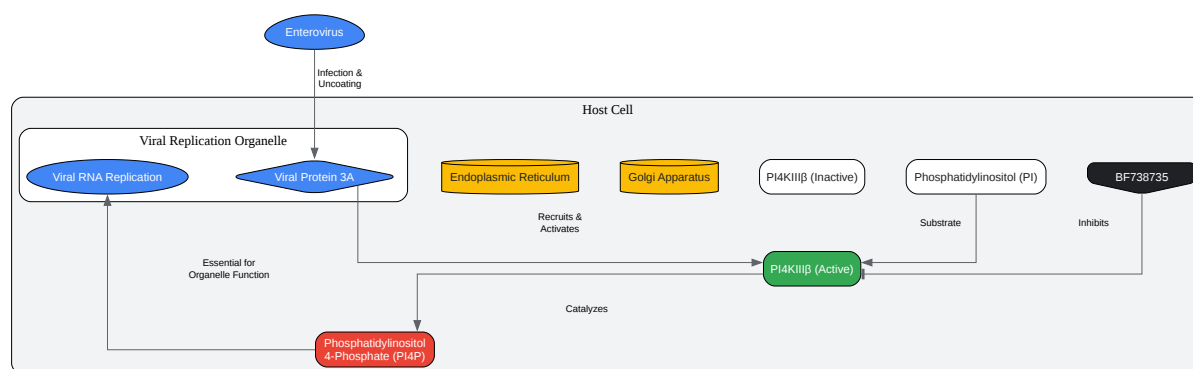 Enterovirus
Infection &
Uncoating
Host Cell
Viral Replication Organelle
Viral RNA Replication
Viral Protein 3A
Endoplasmic Reticulum
Golgi Apparatus
PI4KIIIβ (Inactive)
Phosphatidylinositol (PI)
BF738735
Recruits &
Activates
Substrate
Inhibits
Essential for
Organelle Function
PI4KIIIβ (Active)
Catalyzes
Phosphatidylinositol
4-Phosphate (PI4P)